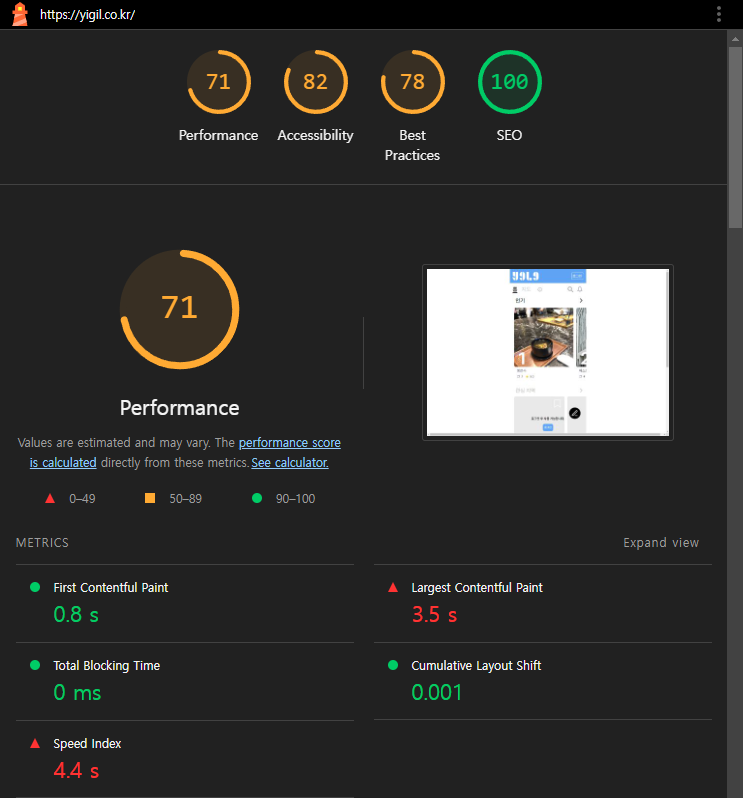 https://yigil.co.kr/
71
82
78
100
Performance
Accessibility
Best
Practices
SEO
71
Performance
Values are estimated and may vary. The performance score
is calculated directly from these metrics. See calculator.
0–49
50–89
90–100
인기
1
METRICS
Expand view
First Contentful Paint
0.8 s
Largest Contentful Paint
3.5 s
Total Blocking Time
0 ms
Cumulative Layout Shift
0.001
Speed Index
4.4 s